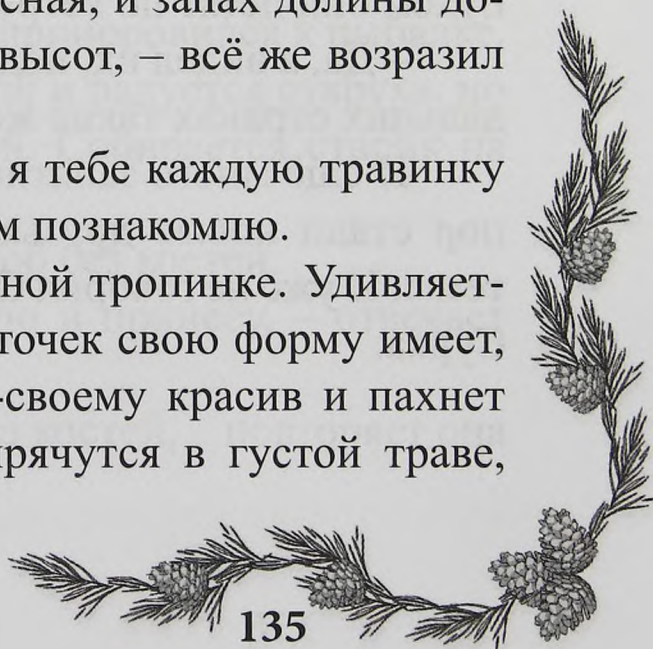 сная, и запах долины до-
высот, – всё же возразил
я тебе каждую травинку
м познакомлю.
ной тропинке. Удивляет-
точек свою форму имеет,
-своему красив и пахнет
прячутся в густой траве,
135